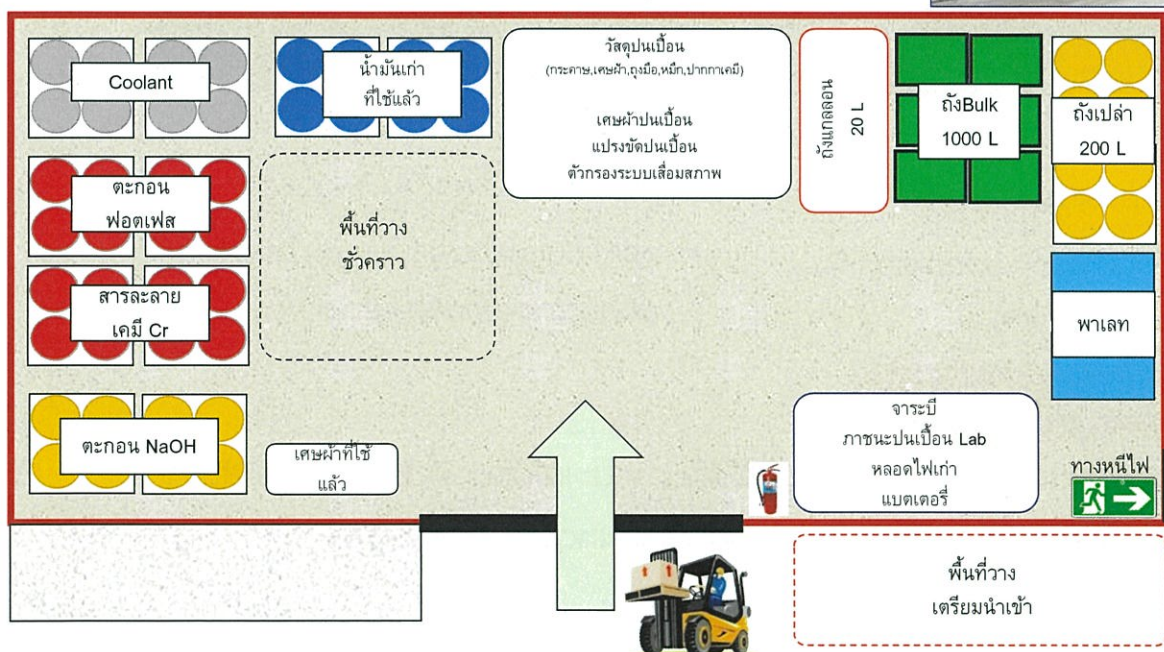 Coolant
น้ำมันเก่า
ที่ใช้แล้ว
วัสดุปนเปื้อน
(กระดาษ,เศษผ้า,ถุงมือ,หมึก,ปากกาเคมี)
เศษผ้าปนเปื้อน
แปรงขัดปนเปื้อน
ตัวกรองระบบเสื่อมสภาพ
ถังแกลลอน
20 L
ถังBulk
1000 L
ถังเปล่า
200 L
ตะกอน
ฟอตเฟส
พื้นที่วาง
ชั่วคราว
สารละลาย
เคมี Cr
พาเลท
ตะกอน NaOH
เศษผ้าที่ใช้
แล้ว
จาระบี
ภาชนะปนเปื้อน Lab
หลอดไฟเก่า
แบตเตอรี่
ทางหนีไฟ
พื้นที่วาง
เตรียมนำเข้า